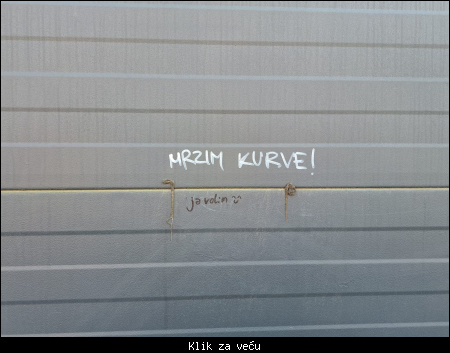 MRZIM KURVE!
ja volim ü
Klik za veću